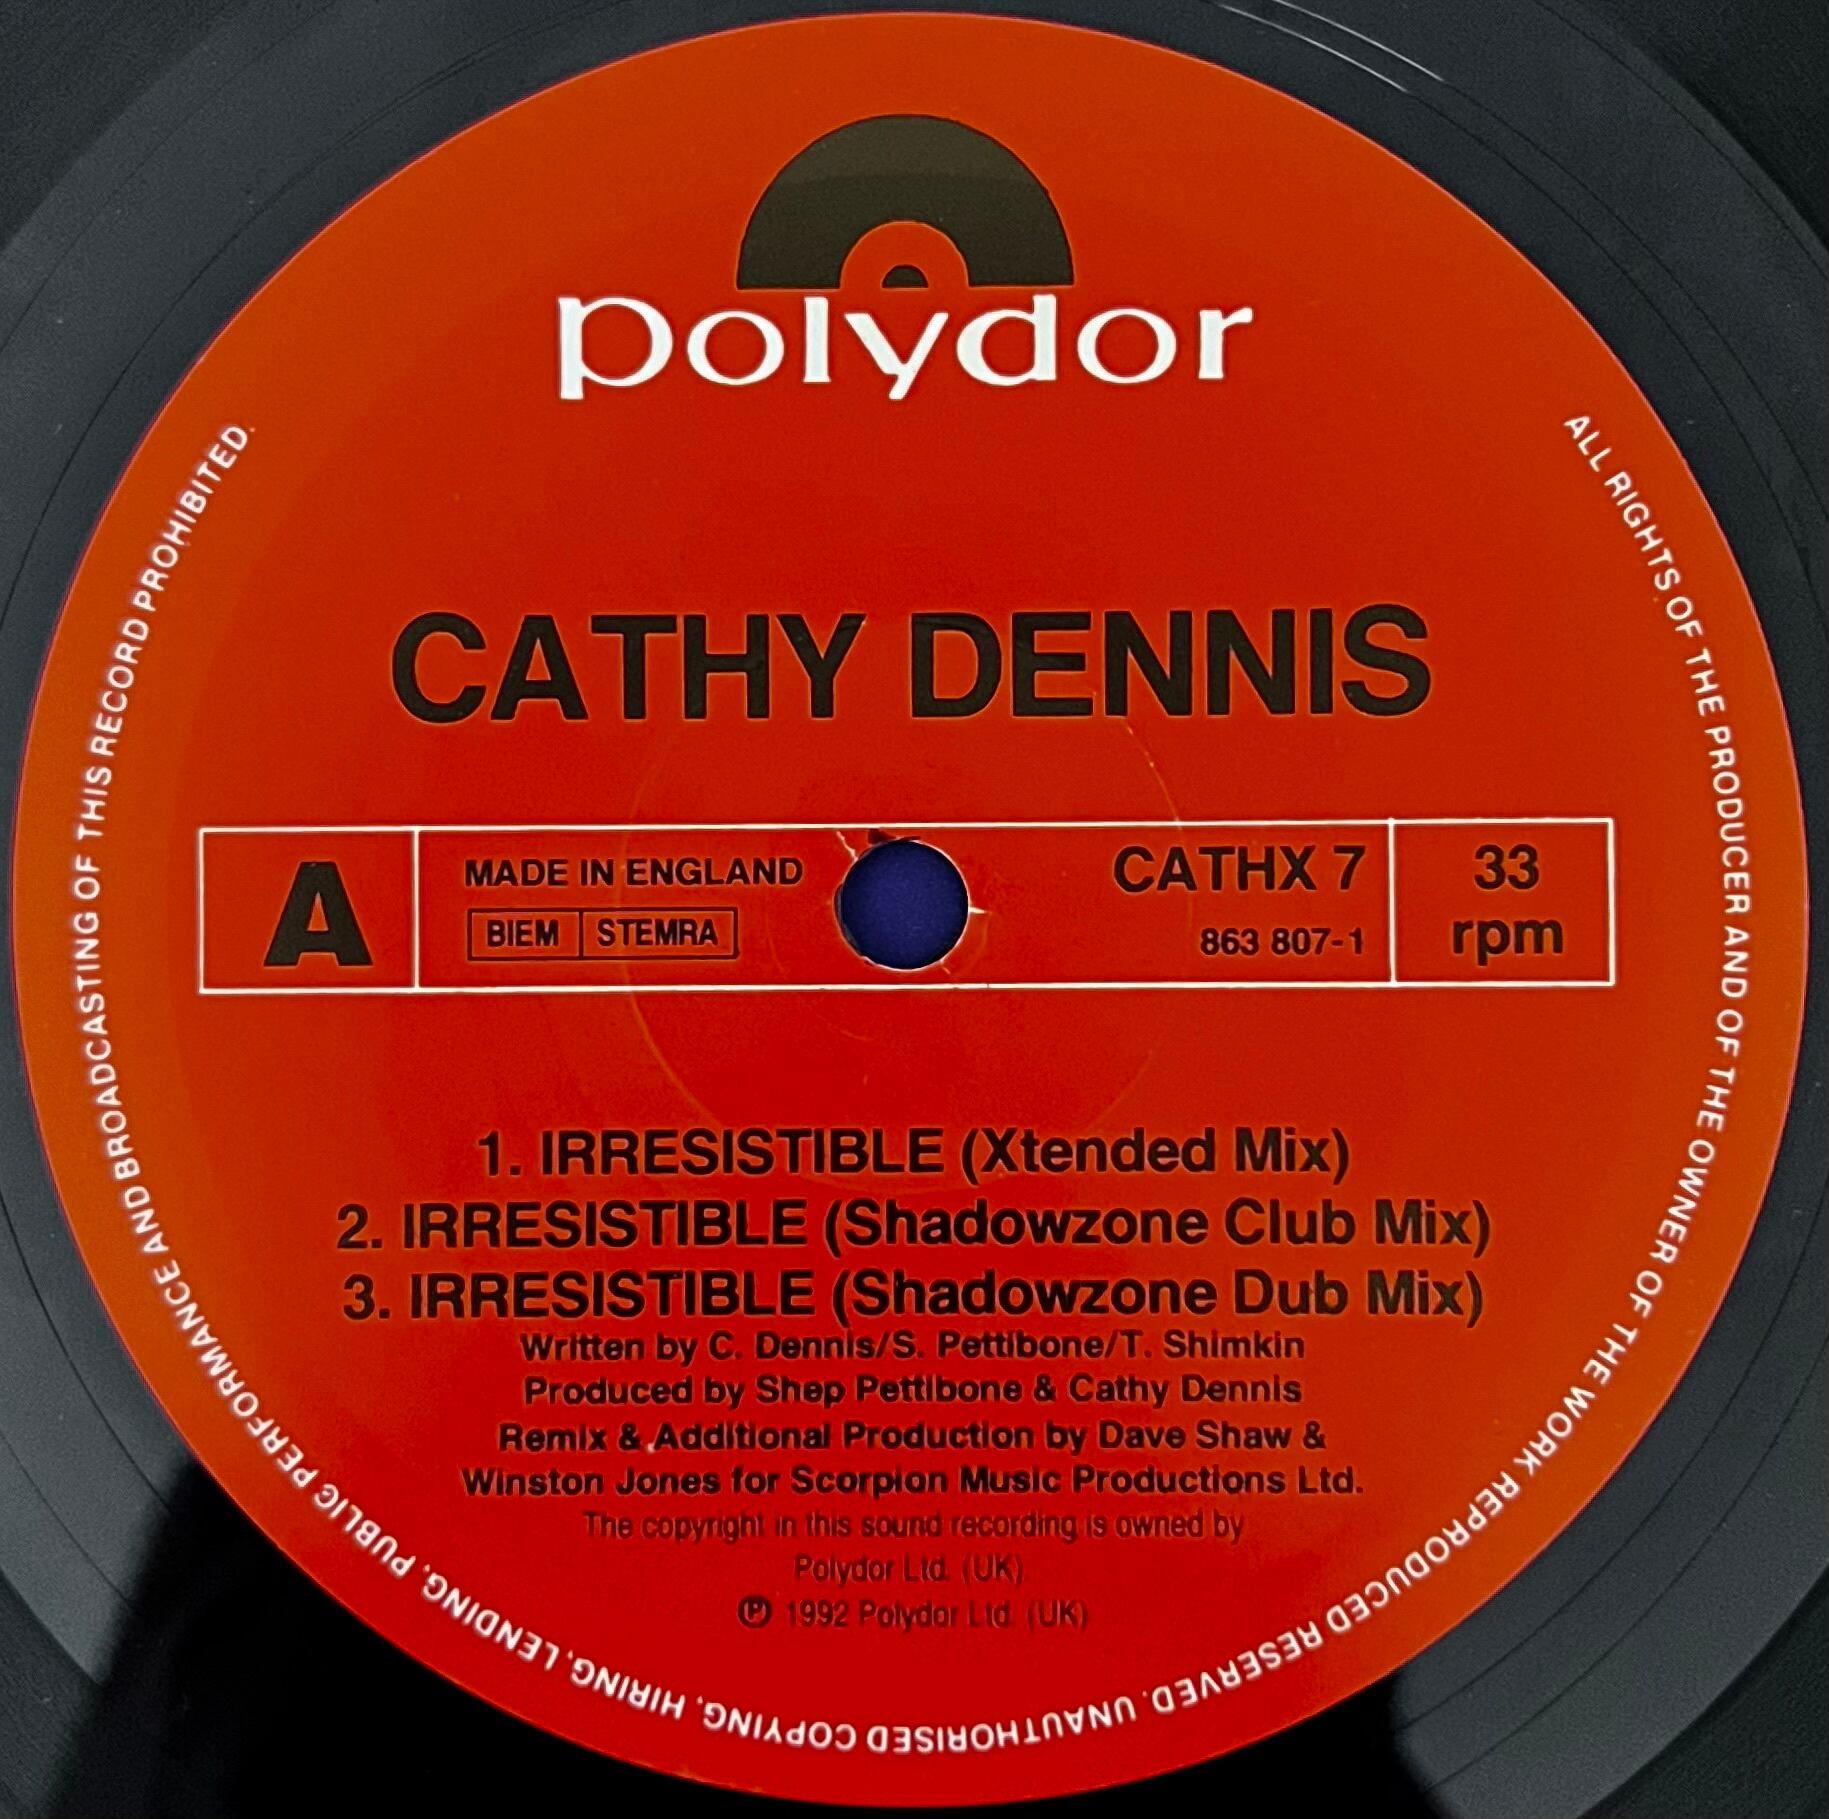 polydor
CATHY DENNIS
A
MADE IN ENGLAND
BIEM STEMRA
CATHX 7
863 807-1
33
rpm
1. IRRESISTIBLE (Xtended Mix)
2. IRRESISTIBLE (Shadowzone Club Mix)
3. IRRESISTIBLE (Shadowzone Dub Mix)
Written by C. Dennis/S. Pettibone/T. Shimkin
Produced by Shep Pettibone & Cathy Dennis
Remix & Additional Production by Dave Shaw &
Winston Jones for Scorpion Music Productions Ltd.
The copyright in this sound recording is owned by
Polydor Ltd. (UK)
℗ 1992 Polydor Ltd. (UK)
ALL RIGHTS OF THE PRODUCER AND OF THE OWNER OF THE WORK REPRODUCED RESERVED. UNAUTHORISED COPYING, HIRING, LENDING, PUBLIC PERFORMANCE AND BROADCASTING OF THIS RECORD PROHIBITED.